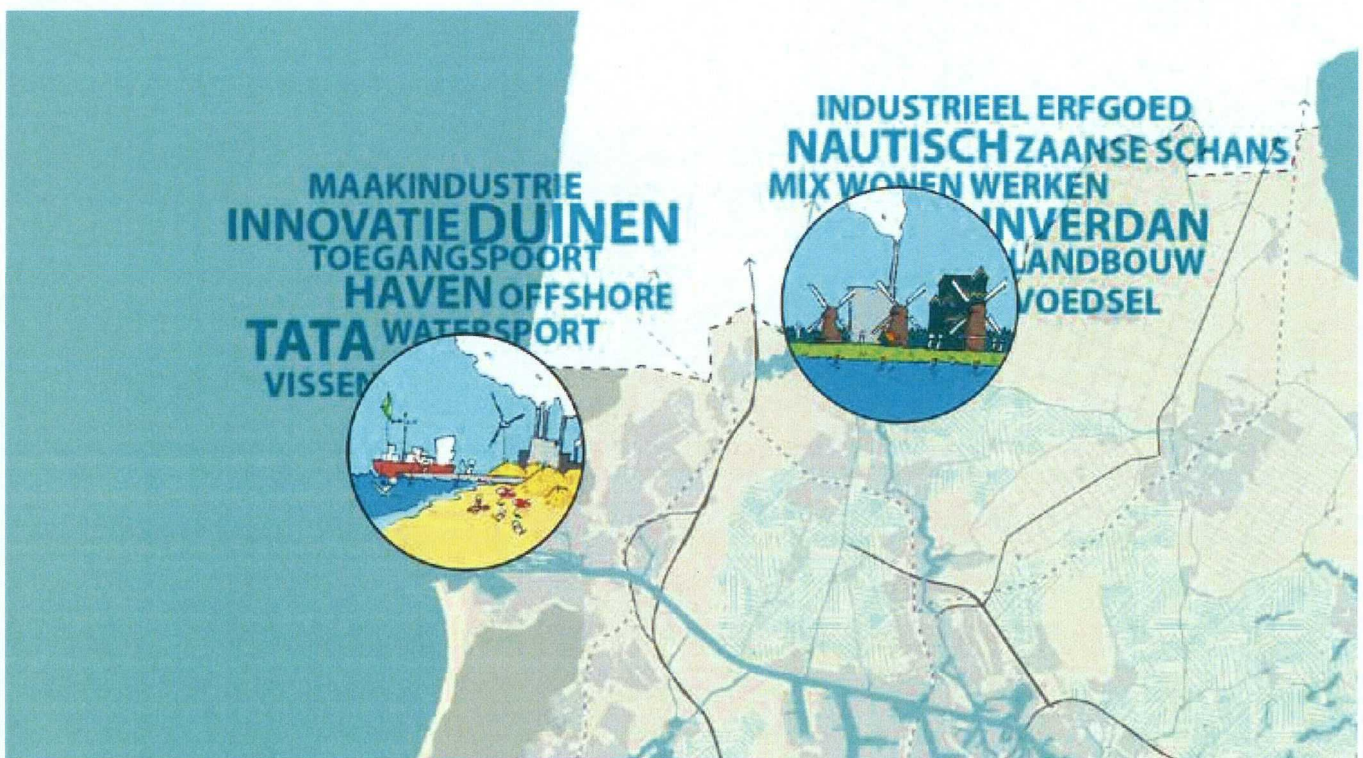 MAAKINDUSTRIE
INNOVATIE DUINEN
TOEGANGSPOORT
HAVEN OFFSHORE
TATA WATERSPORT
VISSEN
INDUSTRIEEL ERFGOED
NAUTISCH ZAANSE SCHANS
MIX WONEN WERKEN
INVERDAN
LANDBOUW
VOEDSEL